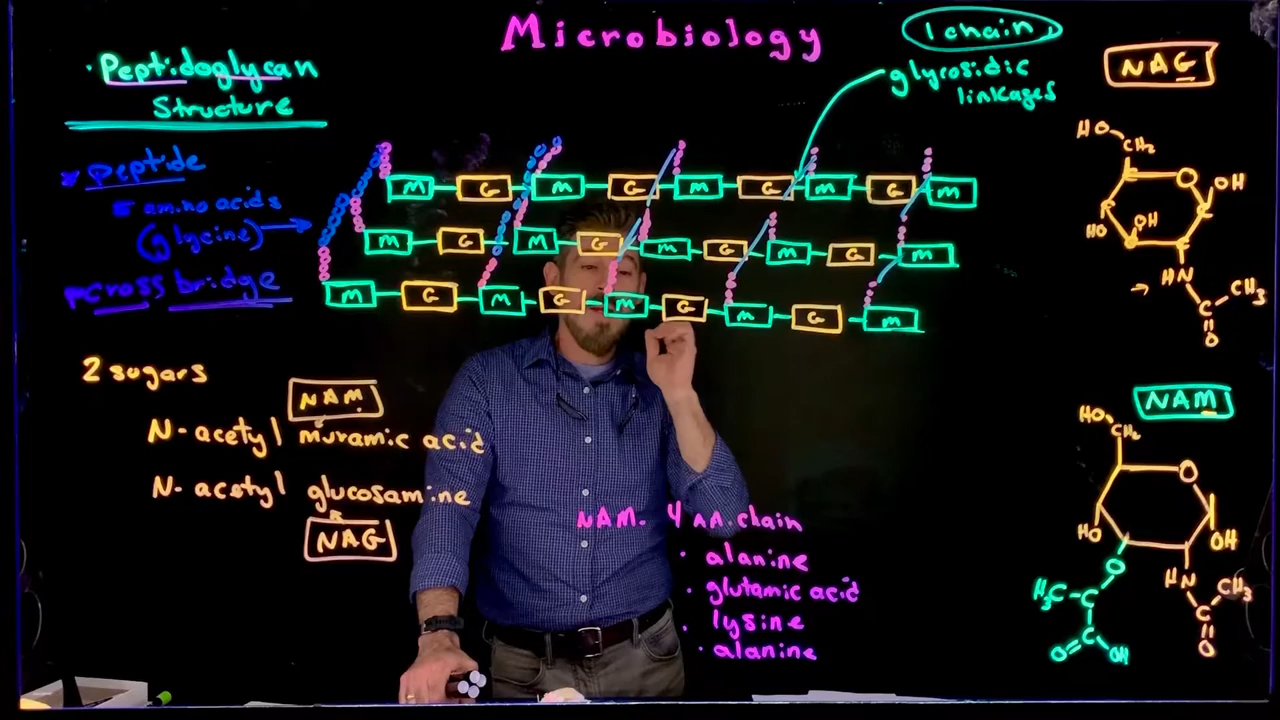 Microbiology
1 chain
glycosidic
linkages
Peptidoglycan
Structure
Peptide
5 amino acids
(glycine)
cross bridge
M G M G M G M G M
M G M G M G M G M
M G M G M G M G M
2 sugars
NAM
N-acetyl muramic acid
N-acetyl glucosamine
NAG
NAM. 4 AA chain
· alanine
· glutamic acid
· lysine
· alanine
NAG
HO
CH2
O
OH
OH
HO
HN
C
CH3
O
NAM
HO
CH2
O
HO
OH
O
HN
CH3
H3C
C
C
O
C
OH
O